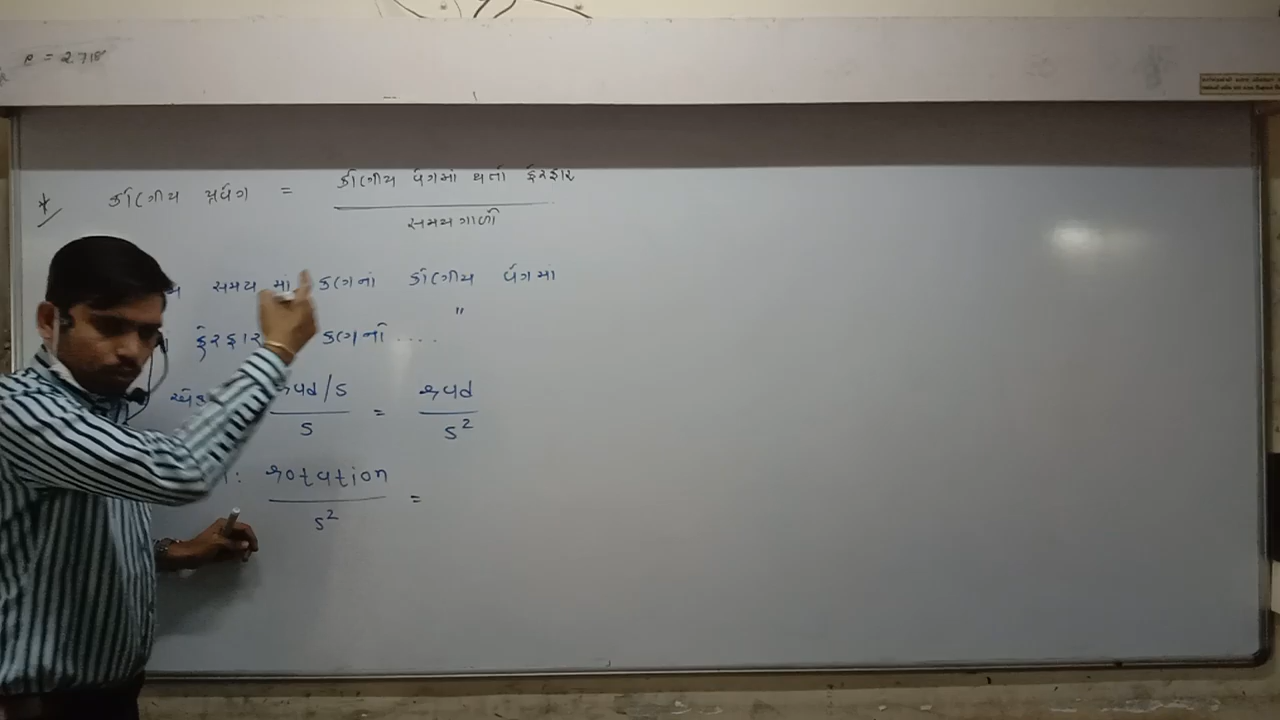 e = 2.718
* કોણીય પ્રવેગ = કોણીય વેગમાં થતો ફેરફાર / સમયગાળો
સમય માં કણનાં કોણીય વેગમાં
"
ફેરફાર કણનો ....
rad/s / s = rad / s²
rotation / s² =